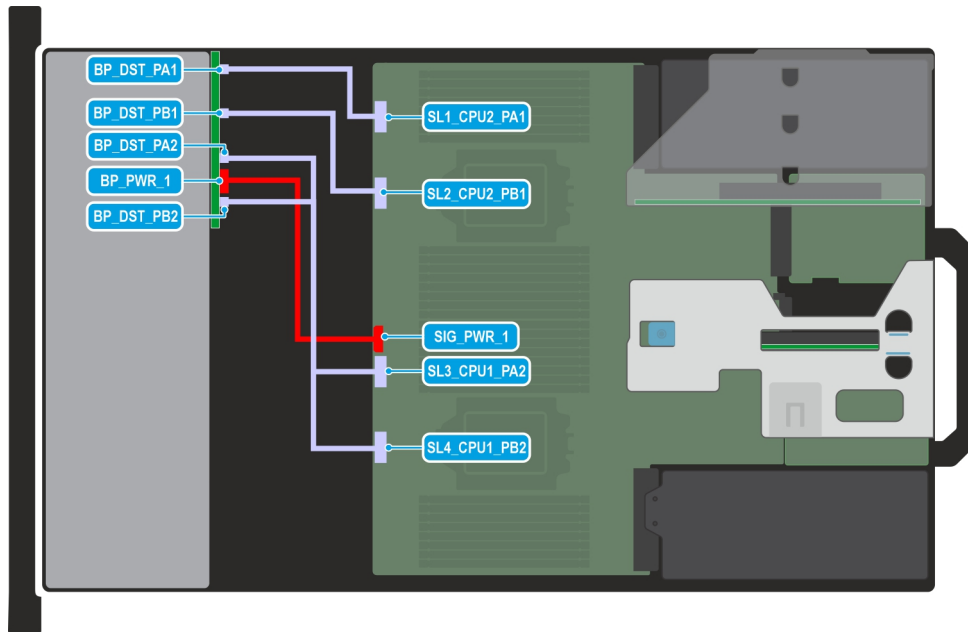 BP_DST_PA1
BP_DST_PB1
BP_DST_PA2
BP_PWR_1
BP_DST_PB2
SL1_CPU2_PA1
SL2_CPU2_PB1
SIG_PWR_1
SL3_CPU1_PA2
SL4_CPU1_PB2